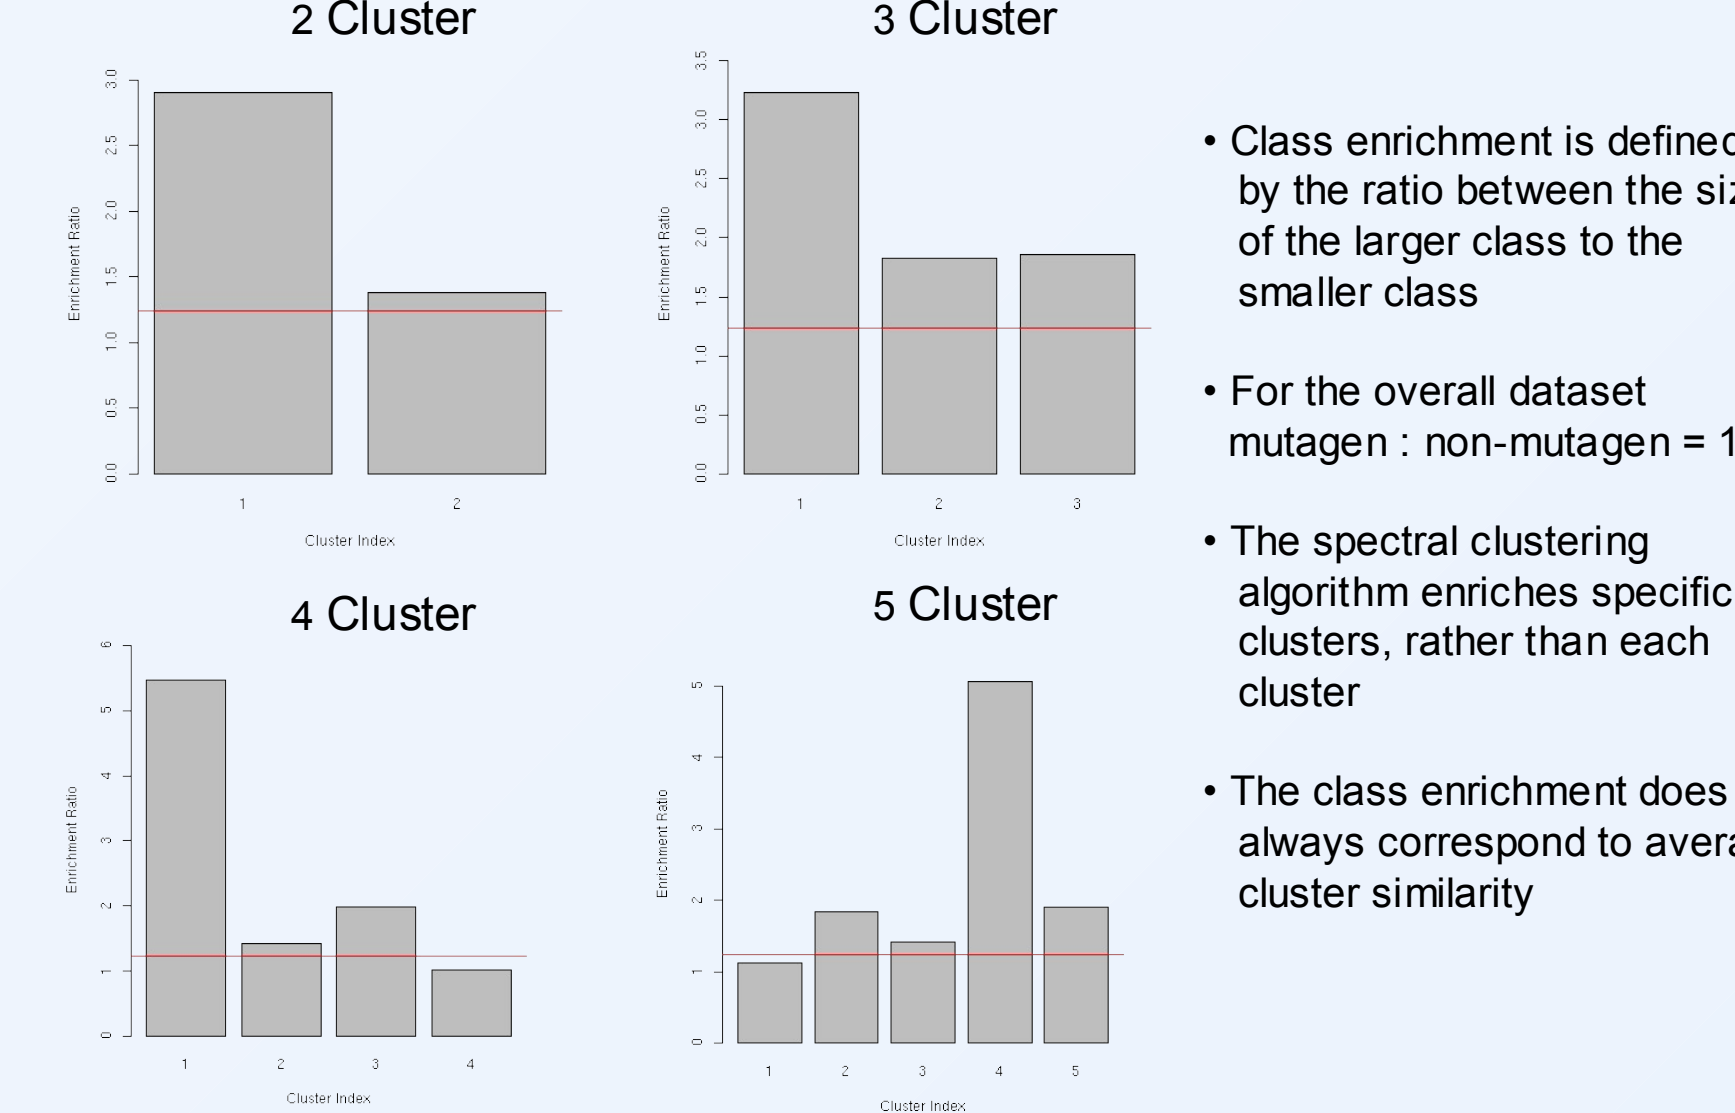 2 Cluster
3.0
2.5
2.0
1.5
1.0
0.5
0.0
Enrichment Ratio
1 2
Cluster Index
3 Cluster
3.5
3.0
2.5
2.0
1.5
1.0
0.5
0.0
Enrichment Ratio
1 2 3
Cluster Index
4 Cluster
6
5
4
3
2
1
0
Enrichment Ratio
1 2 3 4
Cluster Index
5 Cluster
5
4
3
2
1
0
Enrichment Ratio
1 2 3 4 5
Cluster Index
• Class enrichment is
by the ratio between the
of the larger class to the
smaller class
• For the overall dataset
mutagen : non-mutagen = 1
• The spectral clustering
algorithm enriches specific
clusters, rather than each
cluster
• The class enrichment does
always correspond to
cluster similarity